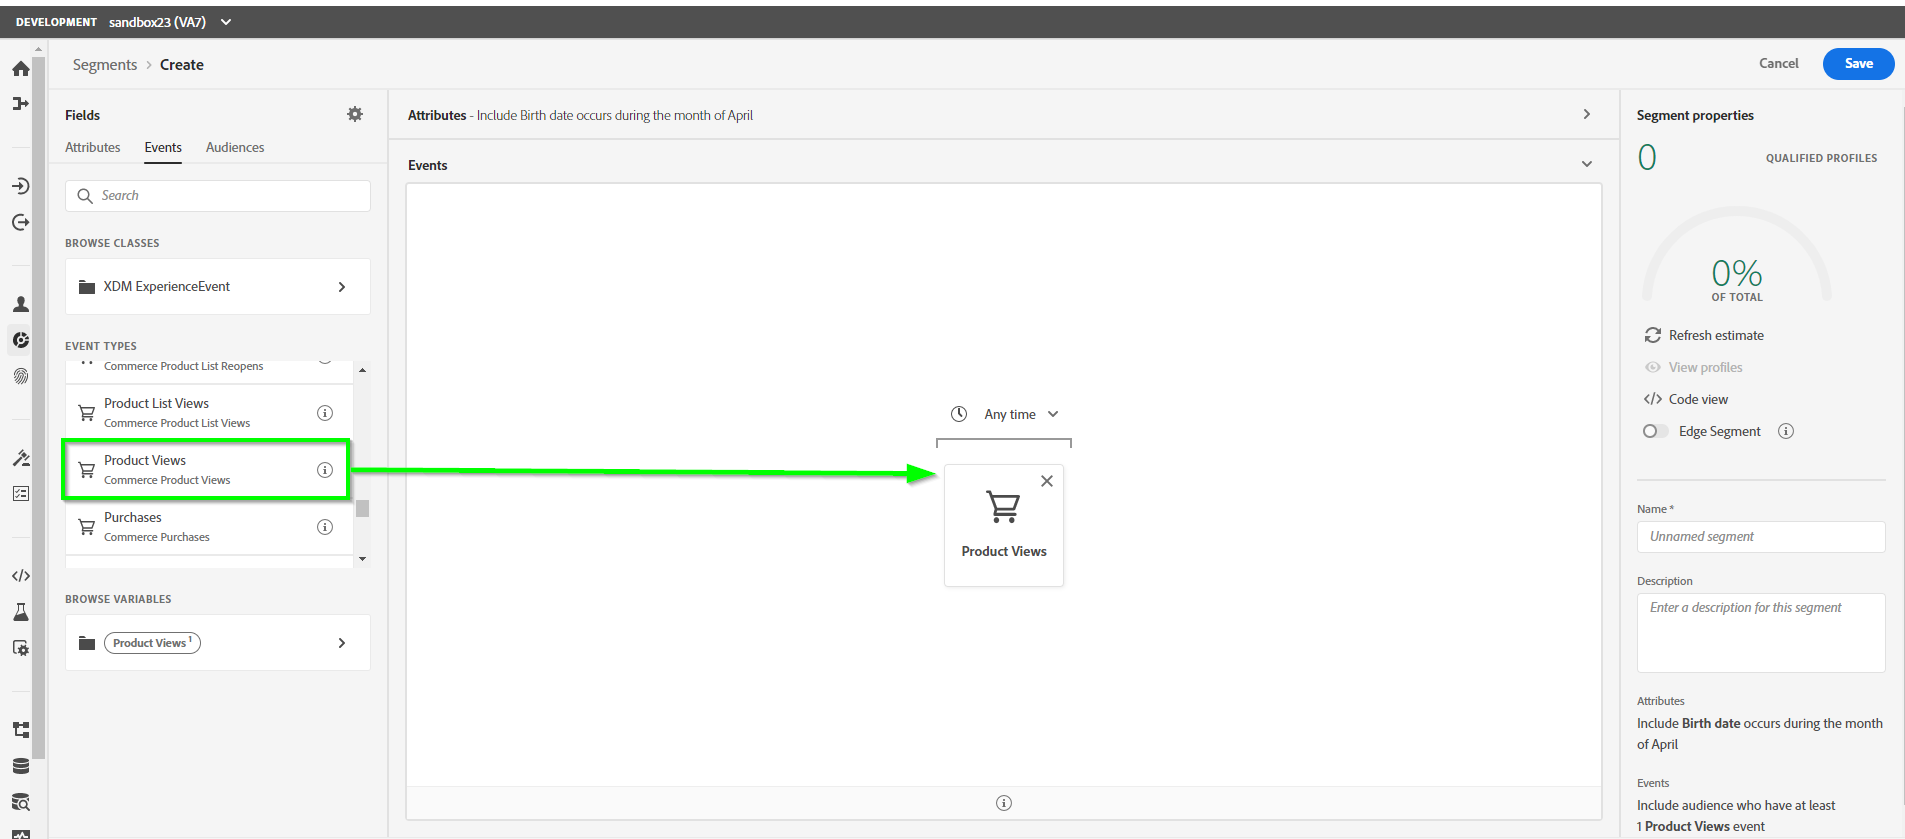 DEVELOPMENT sandbox23 (VA7)
Segments > Create
Cancel
Save
Fields
Attributes
Events
Audiences
Search
BROWSE CLASSES
XDM ExperienceEvent
EVENT TYPES
Commerce Product List Reopens
Product List Views
Commerce Product List Views
Product Views
Commerce Product Views
Purchases
Commerce Purchases
BROWSE VARIABLES
Product Views 1
Attributes - Include Birth date occurs during the month of April
Events
Any time
Product Views
Segment properties
0
QUALIFIED PROFILES
0%
OF TOTAL
Refresh estimate
View profiles
</> Code view
Edge Segment
Name *
Unnamed segment
Description
Enter a description for this segment
Attributes
Include Birth date occurs during the month
of April
Events
Include audience who have at least
1 Product Views event